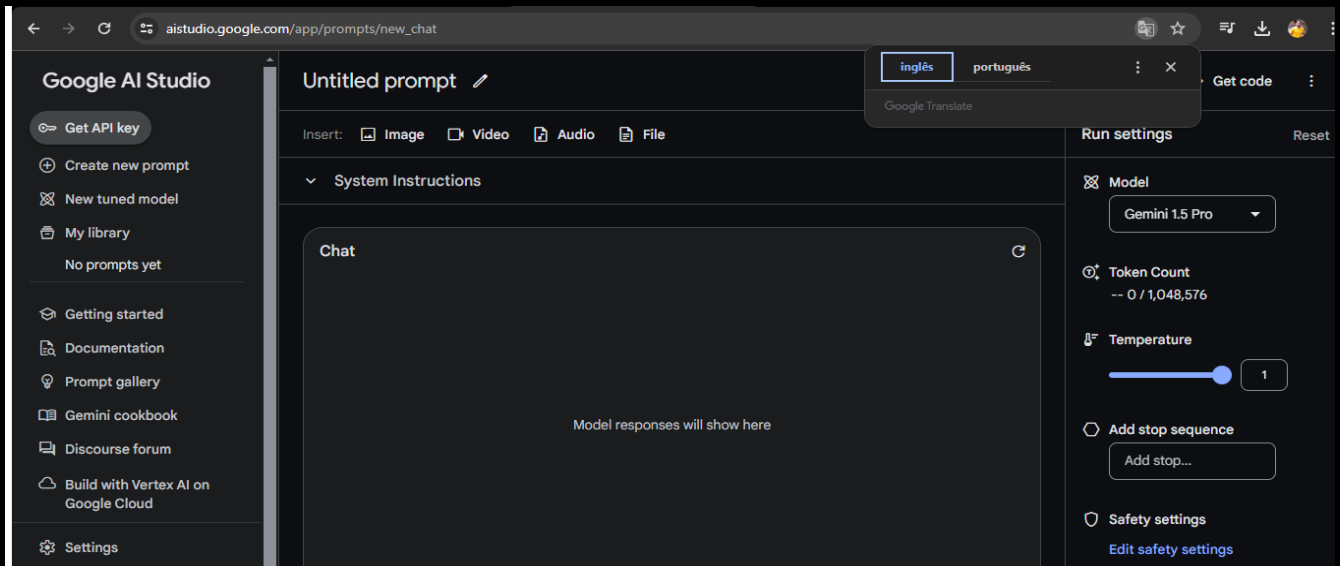 aistudio.google.com/app/prompts/new_chat
inglês português
Google Translate
Google AI Studio
Get API key
Create new prompt
New tuned model
My library
No prompts yet
Getting started
Documentation
Prompt gallery
Gemini cookbook
Discourse forum
Build with Vertex AI on
Google Cloud
Settings
Untitled prompt
Get code
Insert: Image Video Audio File
System Instructions
Chat
Model responses will show here
Run settings Reset
Model
Gemini 1.5 Pro
Token Count
-- 0 / 1,048,576
Temperature
1
Add stop sequence
Add stop...
Safety settings
Edit safety settings